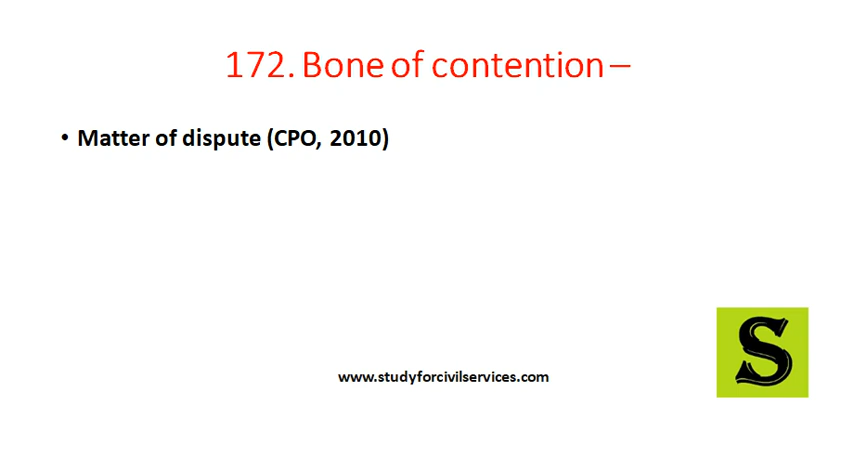 172. Bone of contention –
• Matter of dispute (CPO, 2010)
www.studyforcivilservices.com
S